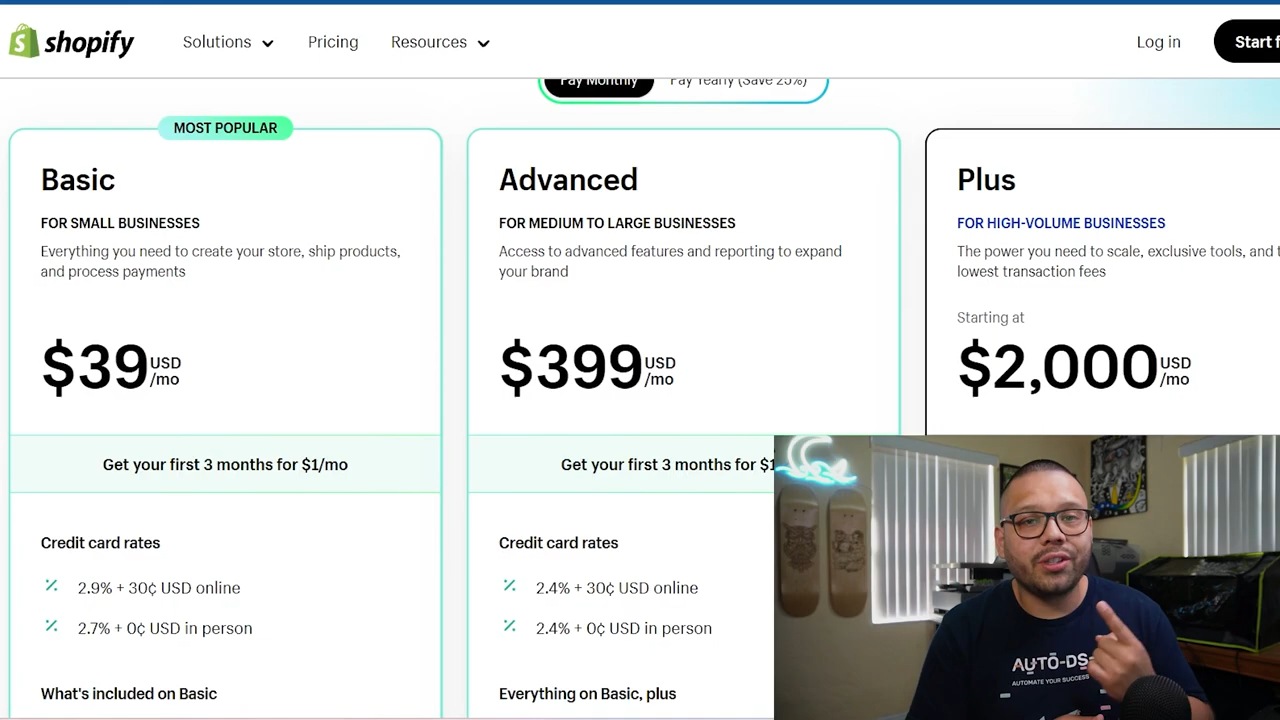 shopify
Solutions
Pricing
Resources
Log in
Start f
Pay Monthly
Pay Yearly (Save 25%)
MOST POPULAR
Basic
FOR SMALL BUSINESSES
Everything you need to create your store, ship products,
and process payments
$39 USD
/mo
Get your first 3 months for $1/mo
Credit card rates
2.9% + 30¢ USD online
2.7% + 0¢ USD in person
What's included on Basic
Advanced
FOR MEDIUM TO LARGE BUSINESSES
Access to advanced features and reporting to expand
your brand
$399 USD
/mo
Get your first 3 months for $1
Credit card rates
2.4% + 30¢ USD online
2.4% + 0¢ USD in person
Everything on Basic, plus
Plus
FOR HIGH-VOLUME BUSINESSES
The power you need to scale, exclusive tools, and t
lowest transaction fees
Starting at
$2,000 USD
/mo
AUTO-DS
AUTOMATE YOUR SUCCESS